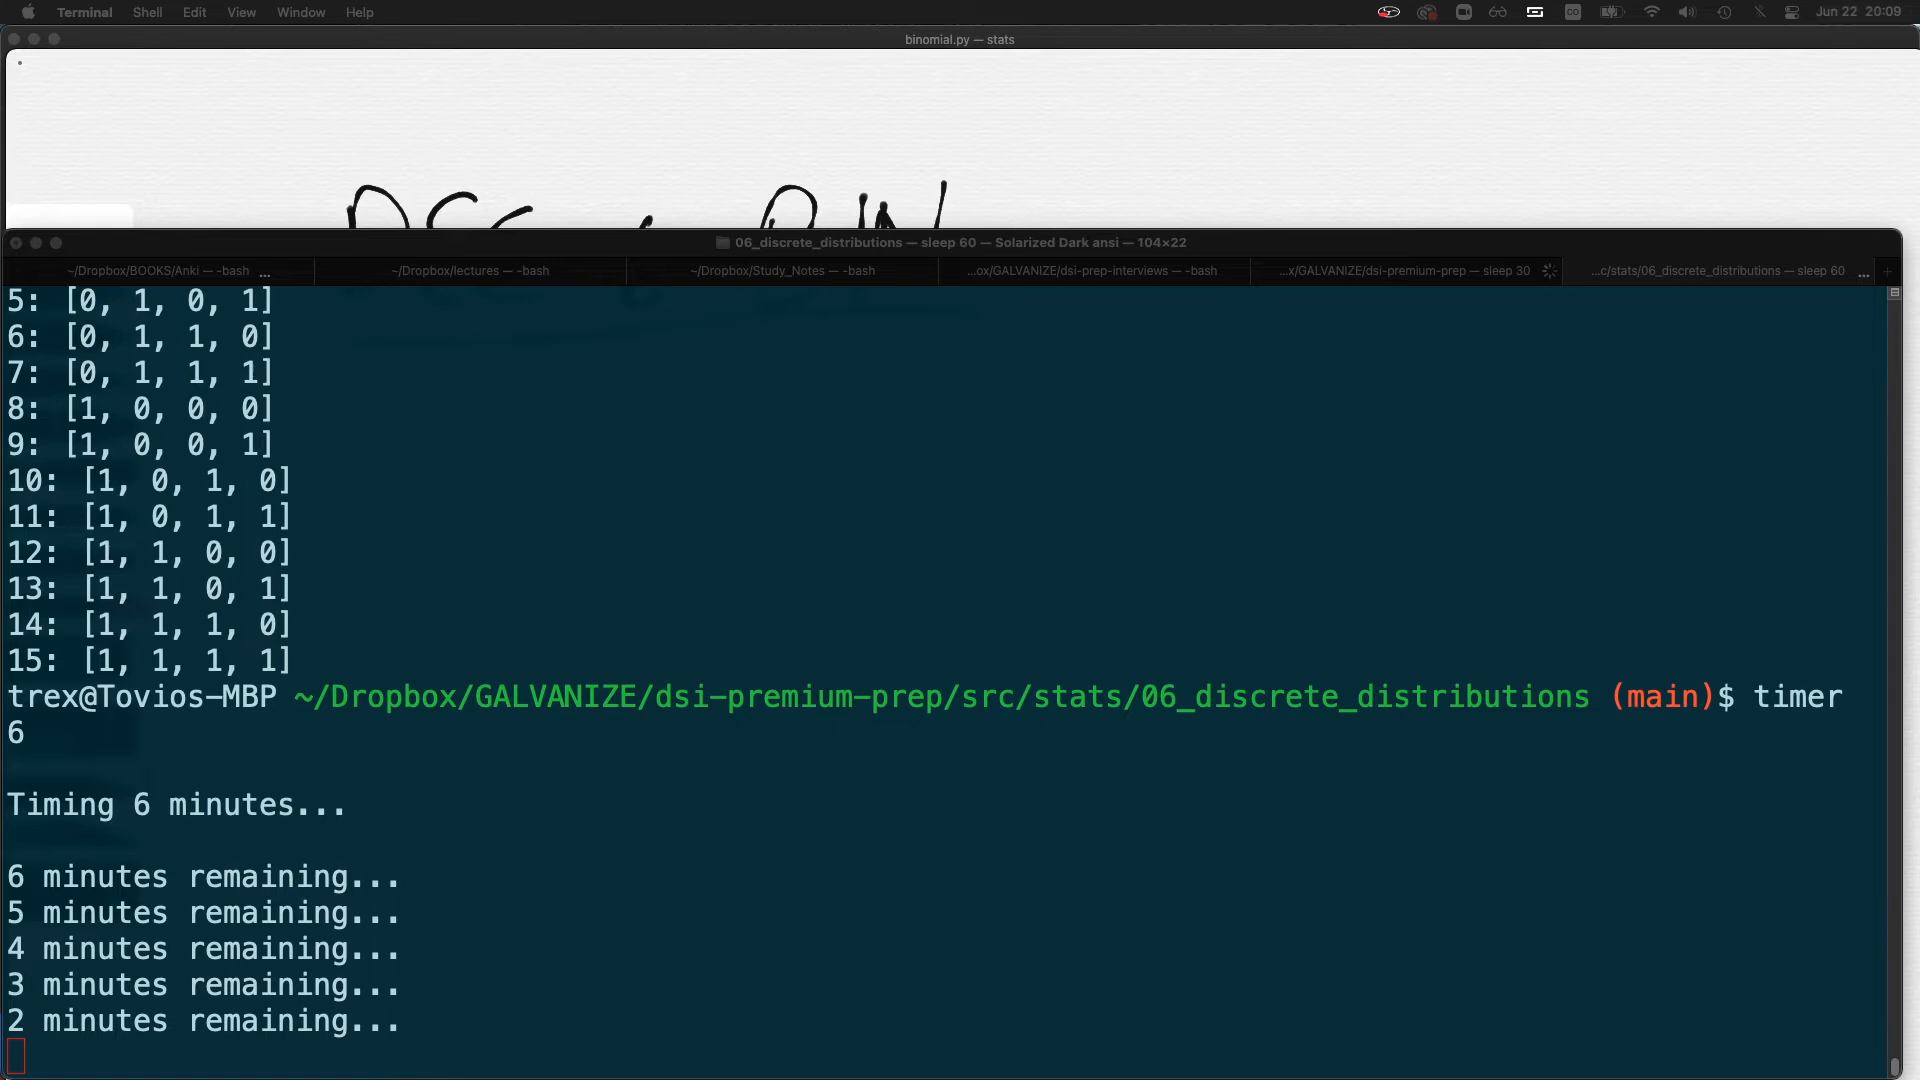 Terminal Shell Edit View Window Help Jun 22 20:09
binomial.py — stats
06_discrete_distributions — sleep 60 — Solarized Dark ansi — 104×22
~/Dropbox/BOOKS/Anki — -bash ... ~/Dropbox/lectures — -bash ~/Dropbox/Study_Notes — -bash ...ox/GALVANIZE/dsi-prep-interviews — -bash ...x/GALVANIZE/dsi-premium-prep — sleep 30 ...c/stats/06_discrete_distributions — sleep 60 ... +
5: [0, 1, 0, 1]
6: [0, 1, 1, 0]
7: [0, 1, 1, 1]
8: [1, 0, 0, 0]
9: [1, 0, 0, 1]
10: [1, 0, 1, 0]
11: [1, 0, 1, 1]
12: [1, 1, 0, 0]
13: [1, 1, 0, 1]
14: [1, 1, 1, 0]
15: [1, 1, 1, 1]
trex@Tovios-MBP ~/Dropbox/GALVANIZE/dsi-premium-prep/src/stats/06_discrete_distributions (main)$ timer
6
Timing 6 minutes...
6 minutes remaining...
5 minutes remaining...
4 minutes remaining...
3 minutes remaining...
2 minutes remaining...